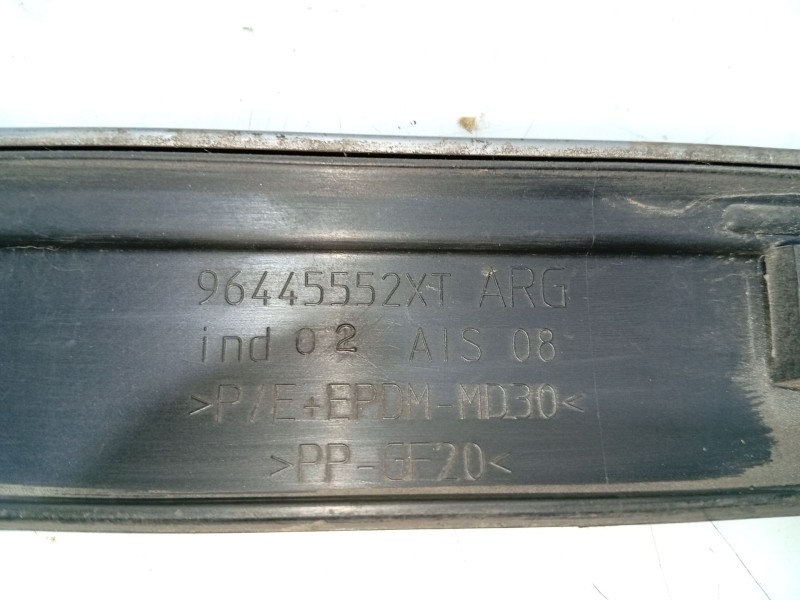 96445552XT ARG
ind 02 AIS 08
>P/E+EPDM-MD30<
>PP-GF20<